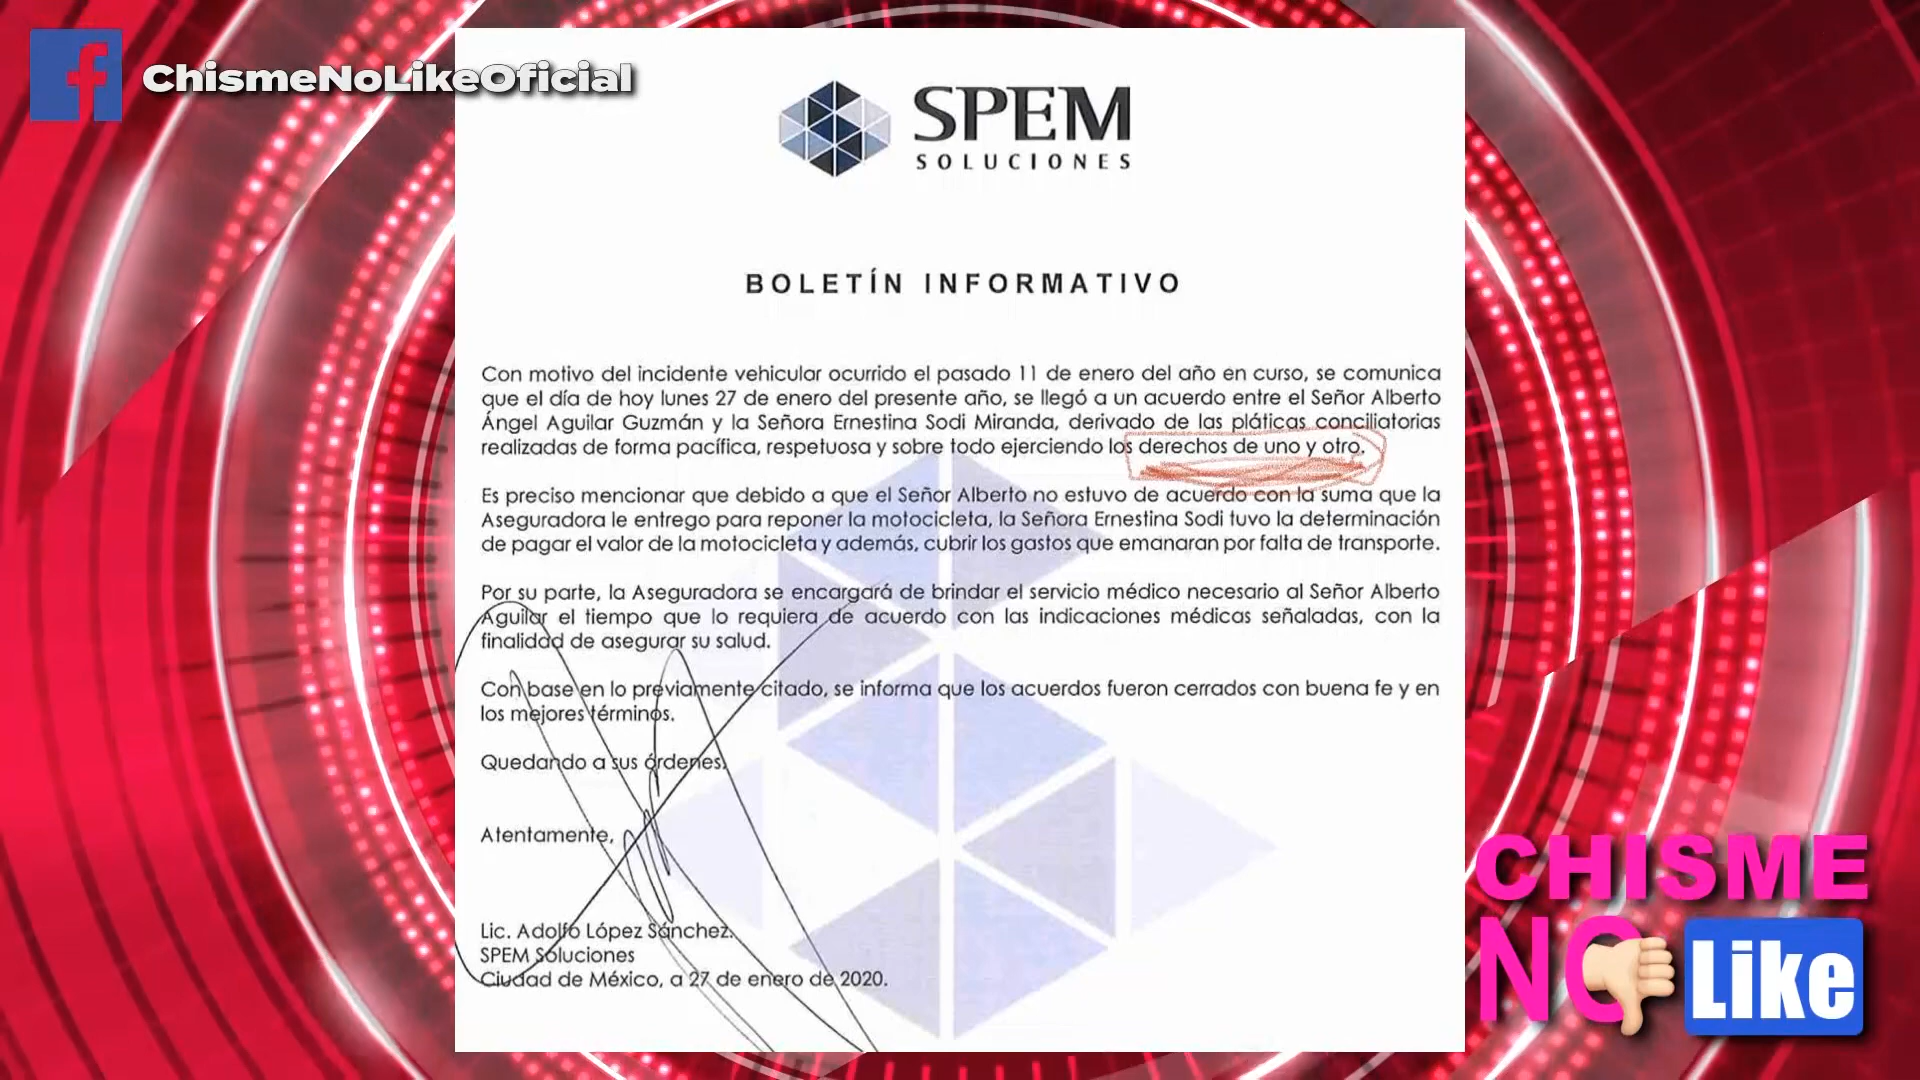 ChismeNoLikeOficial
SPEM
SOLUCIONES
BOLETÍN INFORMATIVO
Con motivo del incidente vehicular ocurrido el pasado 11 de enero del año en curso, se comunica
que el día de hoy lunes 27 de enero del presente año, se llegó a un acuerdo entre el Señor Alberto
Ángel Aguilar Guzmán y la Señora Ernestina Sodi Miranda, derivado de las pláticas conciliatorias
realizadas de forma pacífica, respetuosa y sobre todo ejerciendo los derechos de uno y otro.
Es preciso mencionar que debido a que el Señor Alberto no estuvo de acuerdo con la suma que la
Aseguradora le entrego para reponer la motocicleta, la Señora Ernestina Sodi tuvo la determinación
de pagar el valor de la motocicleta y además, cubrir los gastos que emanaran por falta de transporte.
Por su parte, la Aseguradora se encargará de brindar el servicio médico necesario al Señor Alberto
Aguilar el tiempo que lo requiera de acuerdo con las indicaciones médicas señaladas, con la
finalidad de asegurar su salud.
Con base en lo previamente citado, se informa que los acuerdos fueron cerrados con buena fe y en
los mejores términos.
Quedando a sus órdenes.
Atentamente,
Lic. Adolfo López Sánchez.
SPEM Soluciones
Ciudad de México, a 27 de enero de 2020.
CHISME
NO
Like